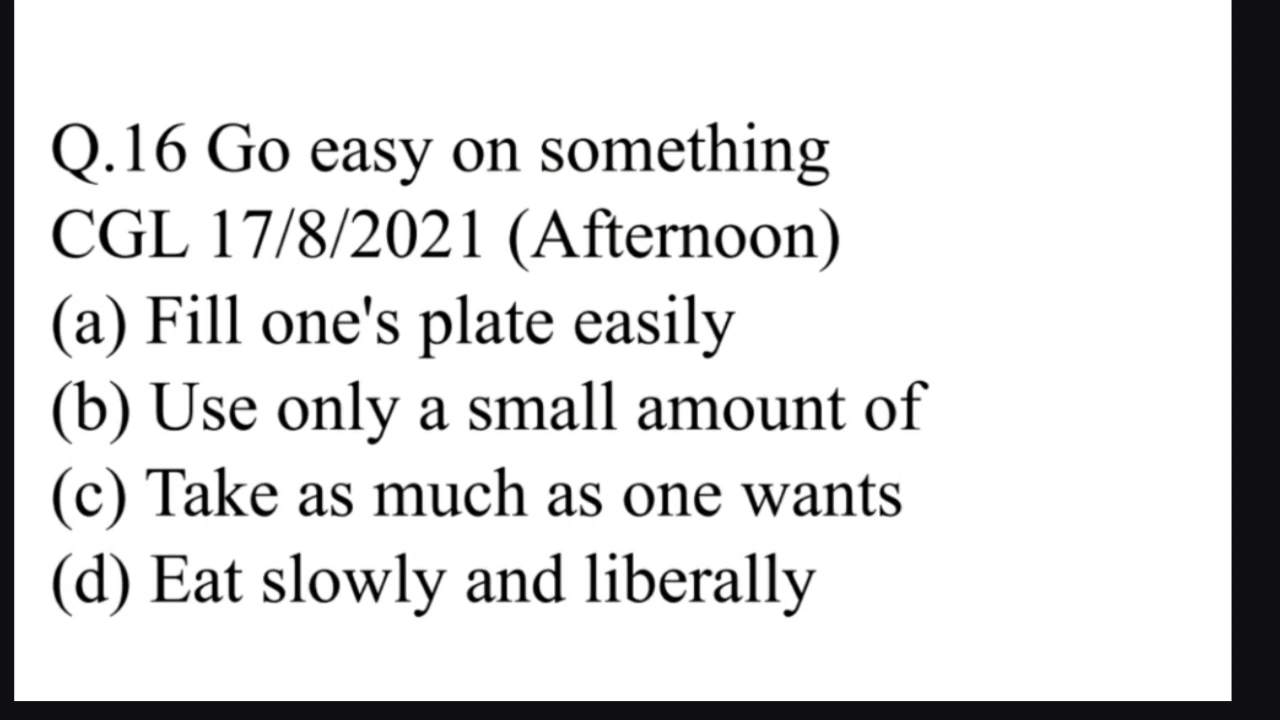 Q.16 Go easy on something
CGL 17/8/2021 (Afternoon)
(a) Fill one's plate easily
(b) Use only a small amount of
(c) Take as much as one wants
(d) Eat slowly and liberally